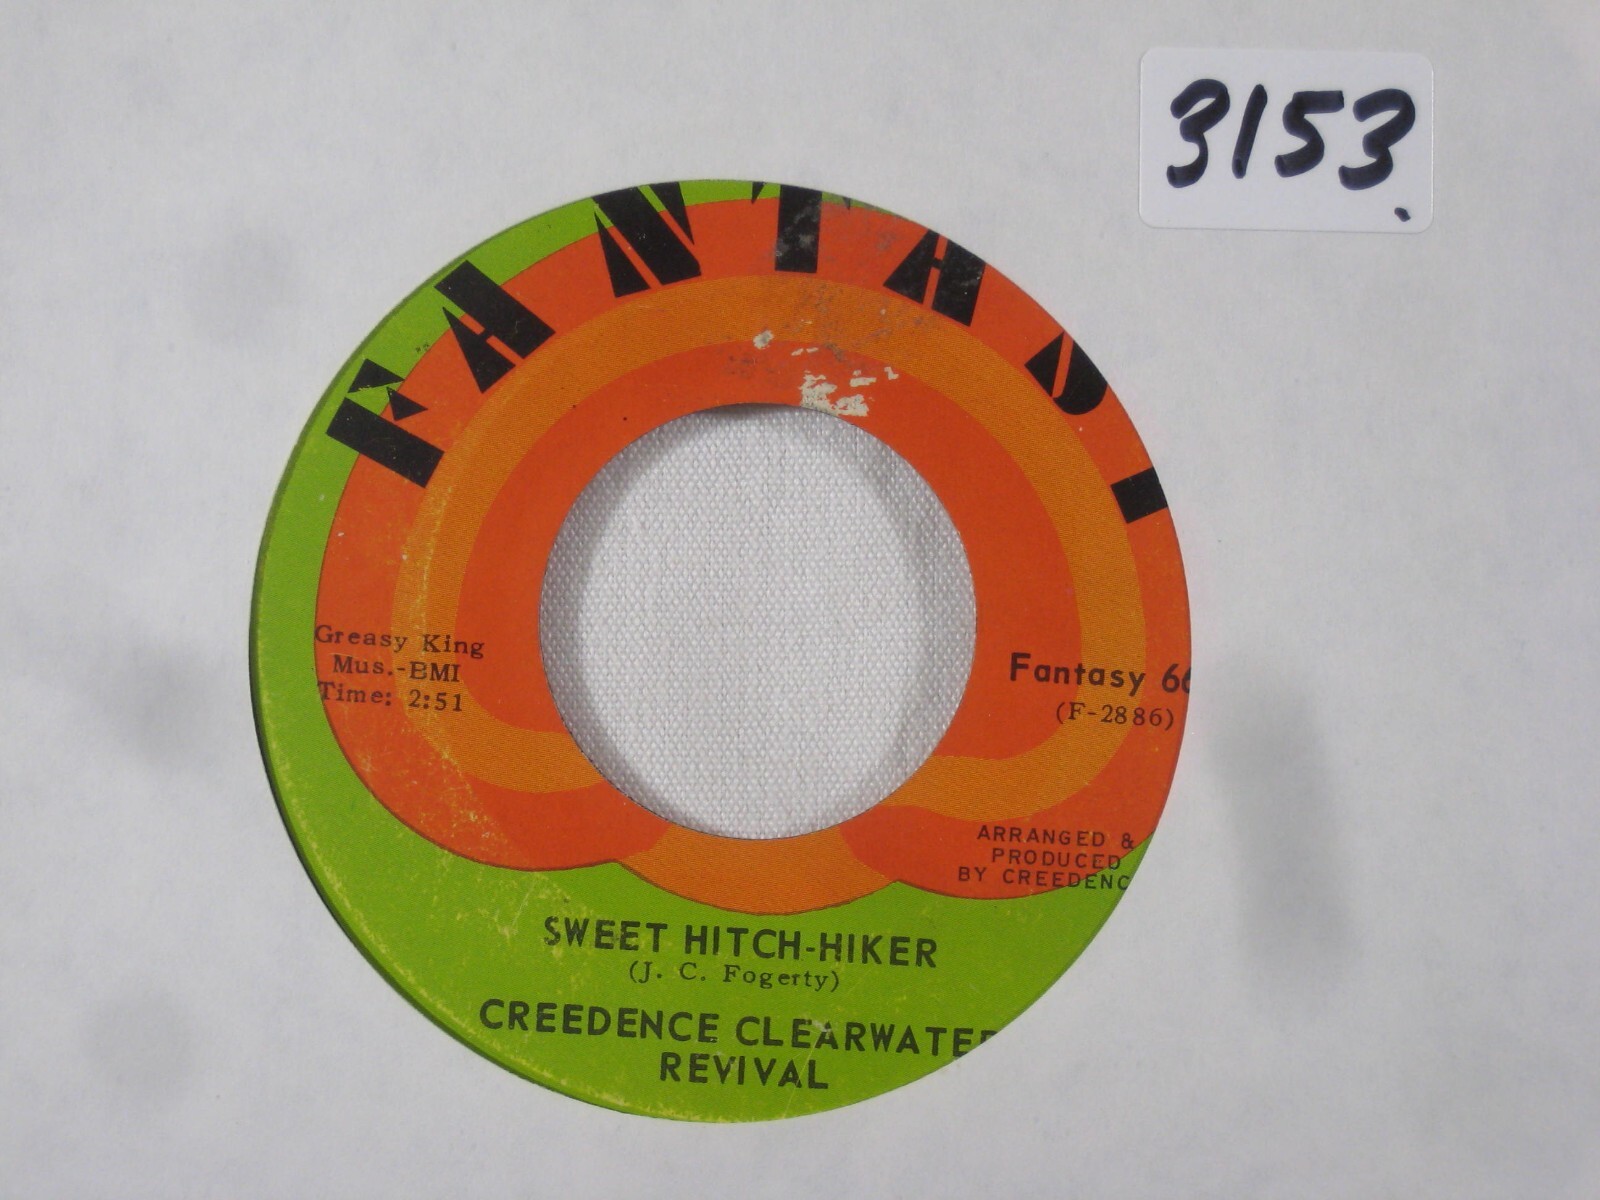 3153.
FANTAS
Greasy King
Mus.-BMI
Time: 2:51
Fantasy 66
(F-2886)
ARRANGED &
PRODUCED
BY CREEDENC
SWEET HITCH-HIKER
(J. C. Fogerty)
CREEDENCE CLEARWATER
REVIVAL